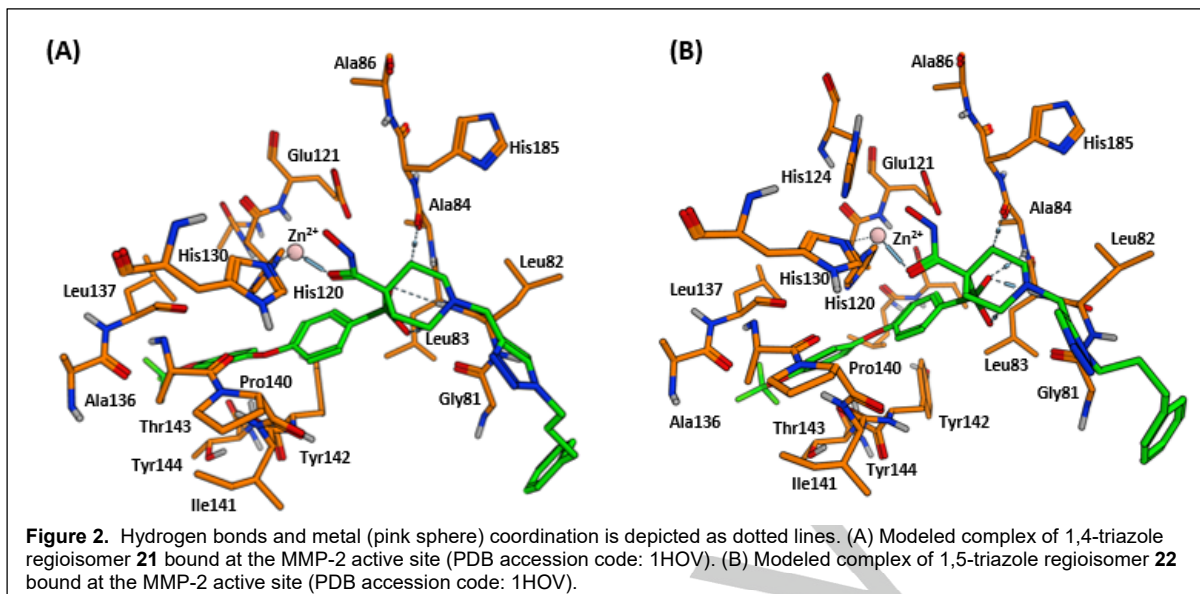 (A)
Ala86
His185
Glu121
Ala84
Zn²⁺
His130
Leu82
Leu137
His120
Leu83
Pro140
Gly81
Ala136
Thr143
Tyr144
Tyr142
Ile141
(B)
Ala86
His185
Glu121
His124
Ala84
Zn²⁺
Leu82
His130
Leu137
His120
Leu83
Pro140
Gly81
Ala136
Thr143
Tyr142
Tyr144
Ile141
Figure 2. Hydrogen bonds and metal (pink sphere) coordination is depicted as dotted lines. (A) Modeled complex of 1,4-triazole
regioisomer 21 bound at the MMP-2 active site (PDB accession code: 1HOV). (B) Modeled complex of 1,5-triazole regioisomer 22
bound at the MMP-2 active site (PDB accession code: 1HOV).